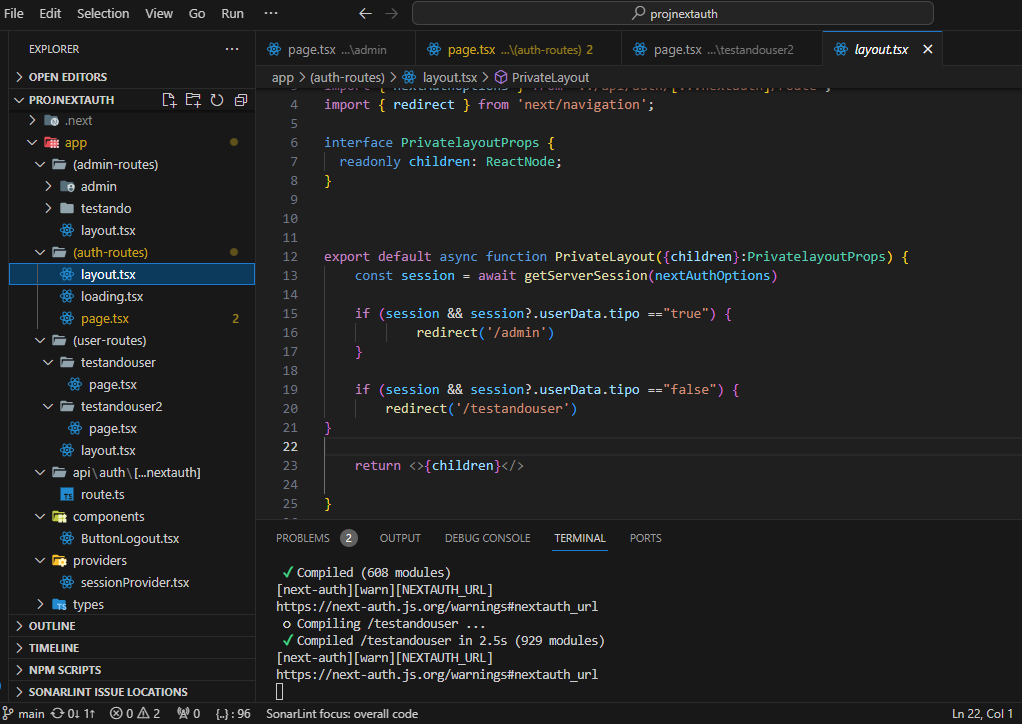 File Edit Selection View Go Run ··· ← → projnextauth
EXPLORER ···
OPEN EDITORS
PROJNEXTAUTH
.next
app
(admin-routes)
admin
testando
layout.tsx
(auth-routes)
layout.tsx
loading.tsx
page.tsx 2
(user-routes)
testandouser
page.tsx
testandouser2
page.tsx
layout.tsx
api\auth\[...nextauth]
route.ts
components
ButtonLogout.tsx
providers
sessionProvider.tsx
types
OUTLINE
TIMELINE
NPM SCRIPTS
SONARLINT ISSUE LOCATIONS
page.tsx ...\admin
page.tsx ...\(auth-routes) 2
page.tsx ...\testandouser2
layout.tsx ×
app > (auth-routes) > layout.tsx > PrivateLayout
3 import { nextAuthOptions } from '../api/auth/[...nextauth]/route';
4 import { redirect } from 'next/navigation';
5
6 interface PrivatelayoutProps {
7 readonly children: ReactNode;
8 }
9
10
11
12 export default async function PrivateLayout({children}:PrivatelayoutProps) {
13 const session = await getServerSession(nextAuthOptions)
14
15 if (session && session?.userData.tipo =="true") {
16 redirect('/admin')
17 }
18
19 if (session && session?.userData.tipo =="false") {
20 redirect('/testandouser')
21 }
22
23 return <>{children}</>
24
25 }
PROBLEMS 2 OUTPUT DEBUG CONSOLE TERMINAL PORTS
✓ Compiled (608 modules)
[next-auth][warn][NEXTAUTH_URL]
https://next-auth.js.org/warnings#nextauth_url
○ Compiling /testandouser ...
✓ Compiled /testandouser in 2.5s (929 modules)
[next-auth][warn][NEXTAUTH_URL]
https://next-auth.js.org/warnings#nextauth_url
main 0↓ 1↑ 0 2 0 {..} : 96 SonarLint focus: overall code Ln 22, Col 1